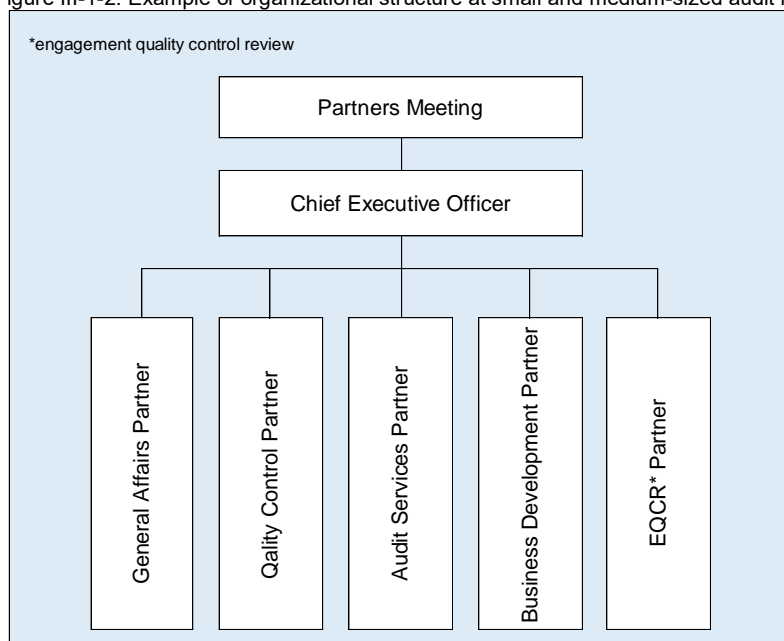 igure III-1-2: Example of organizational structure at small and medium-sized audit
*engagement quality control review
Partners Meeting
Chief Executive Officer
General Affairs Partner
Qality Control Partner
Audit Services Partner
Business Development Partner
EQCR* Partner